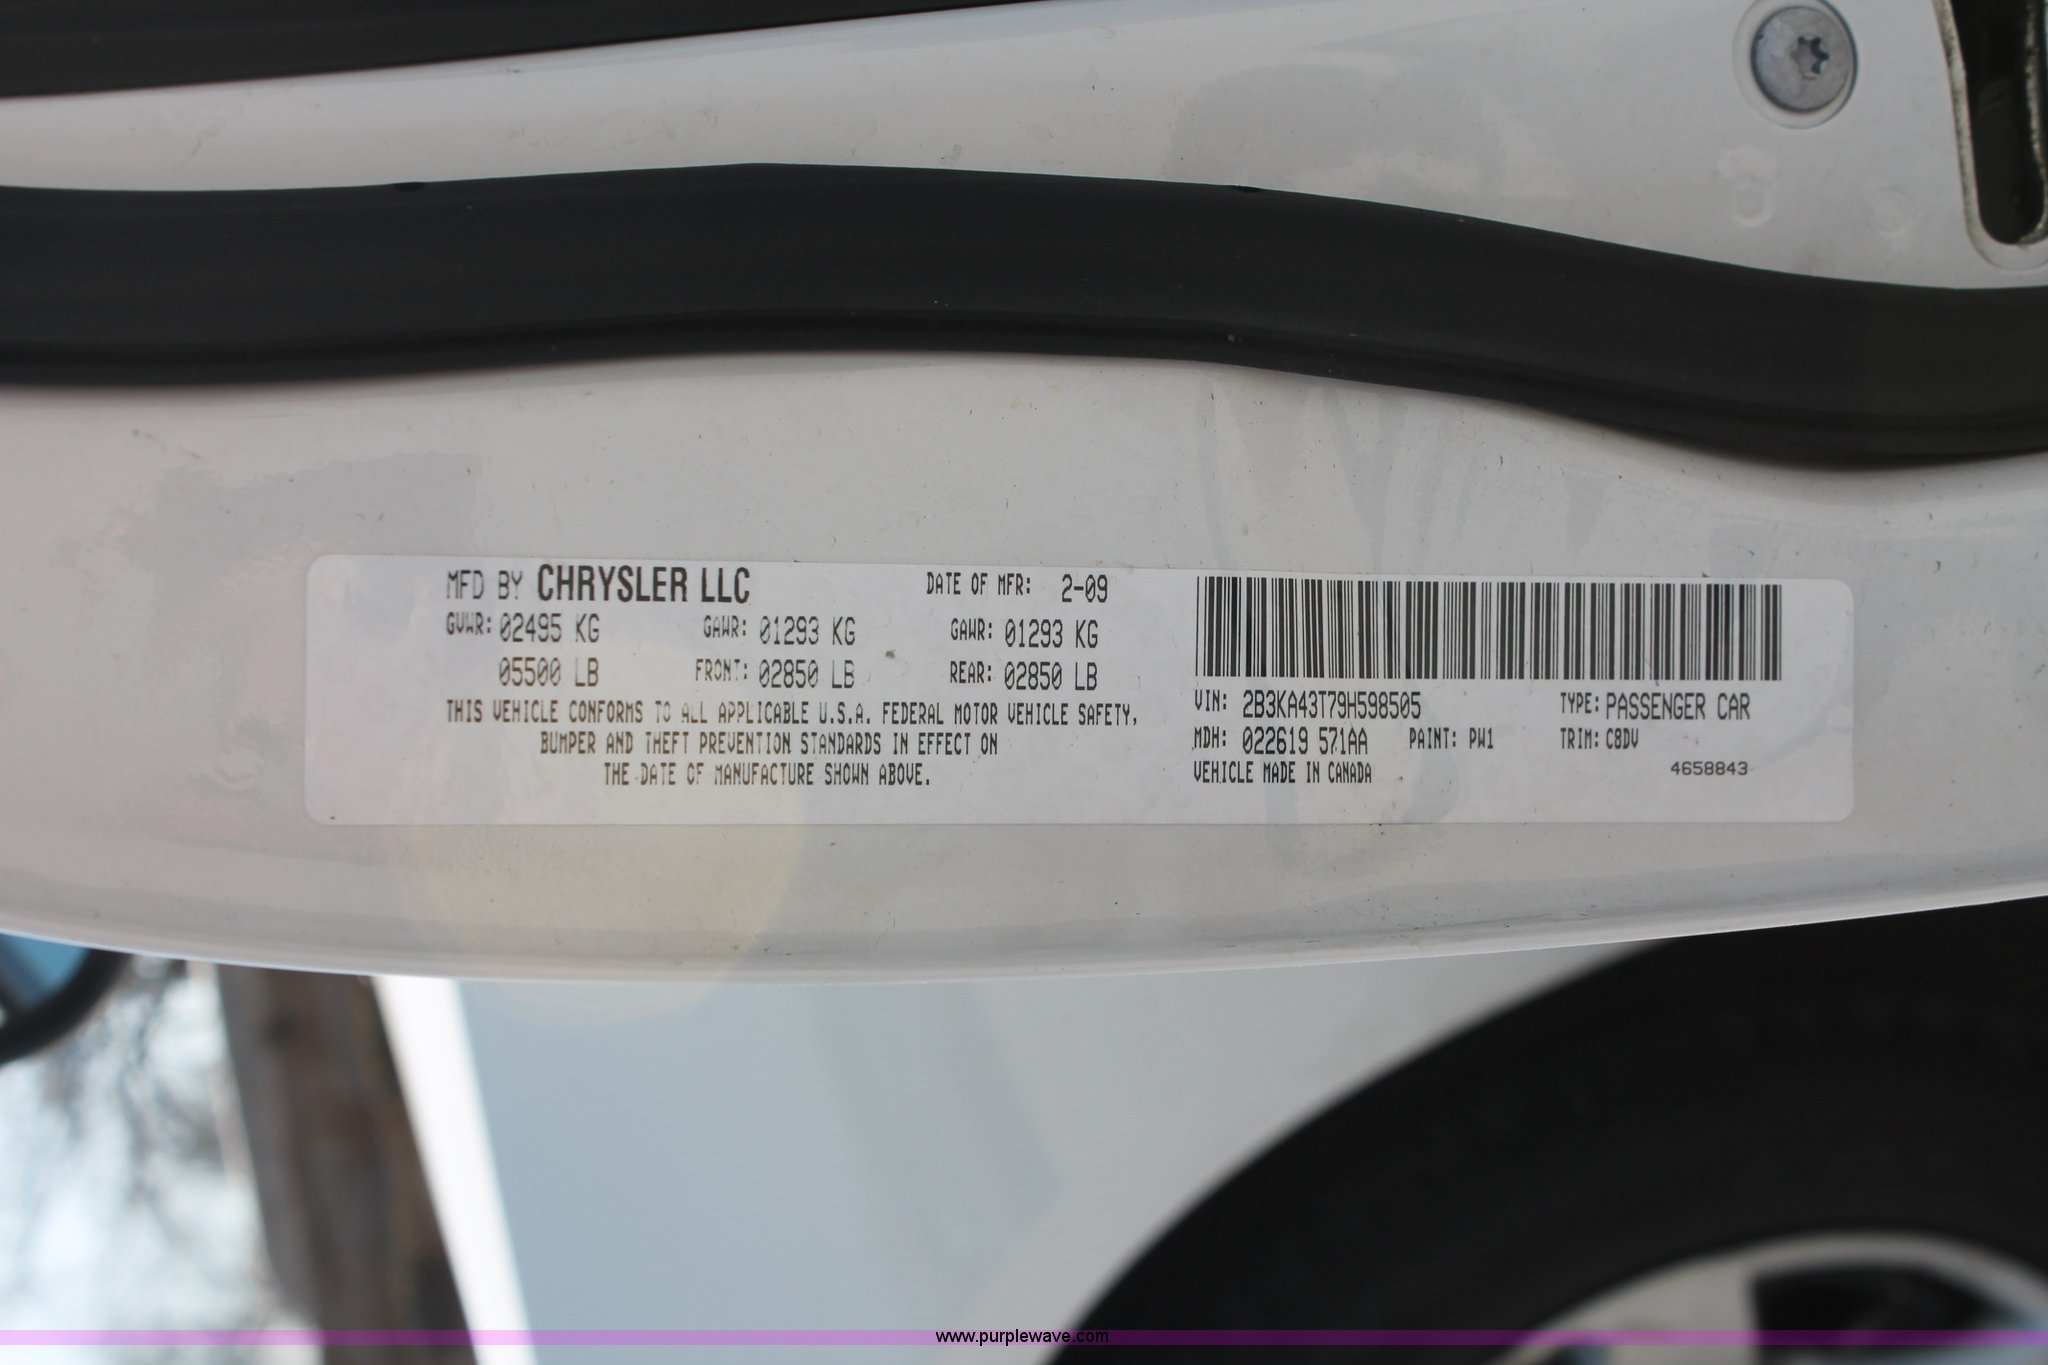 MFD BY CHRYSLER LLC DATE OF MFR: 2-09
GVWR: 02495 KG GAWR: 01293 KG GAWR: 01293 KG
05500 LB FRONT: 02850 LB REAR: 02850 LB
THIS VEHICLE CONFORMS TO ALL APPLICABLE U.S.A. FEDERAL MOTOR VEHICLE SAFETY,
BUMPER AND THEFT PREVENTION STANDARDS IN EFFECT ON
THE DATE OF MANUFACTURE SHOWN ABOVE.
VIN: 2B3KA43T79H598505 TYPE: PASSENGER CAR
MDH: 022619 571AA PAINT: PW1 TRIM: C8DV
VEHICLE MADE IN CANADA 4658843
www.purplewave.com